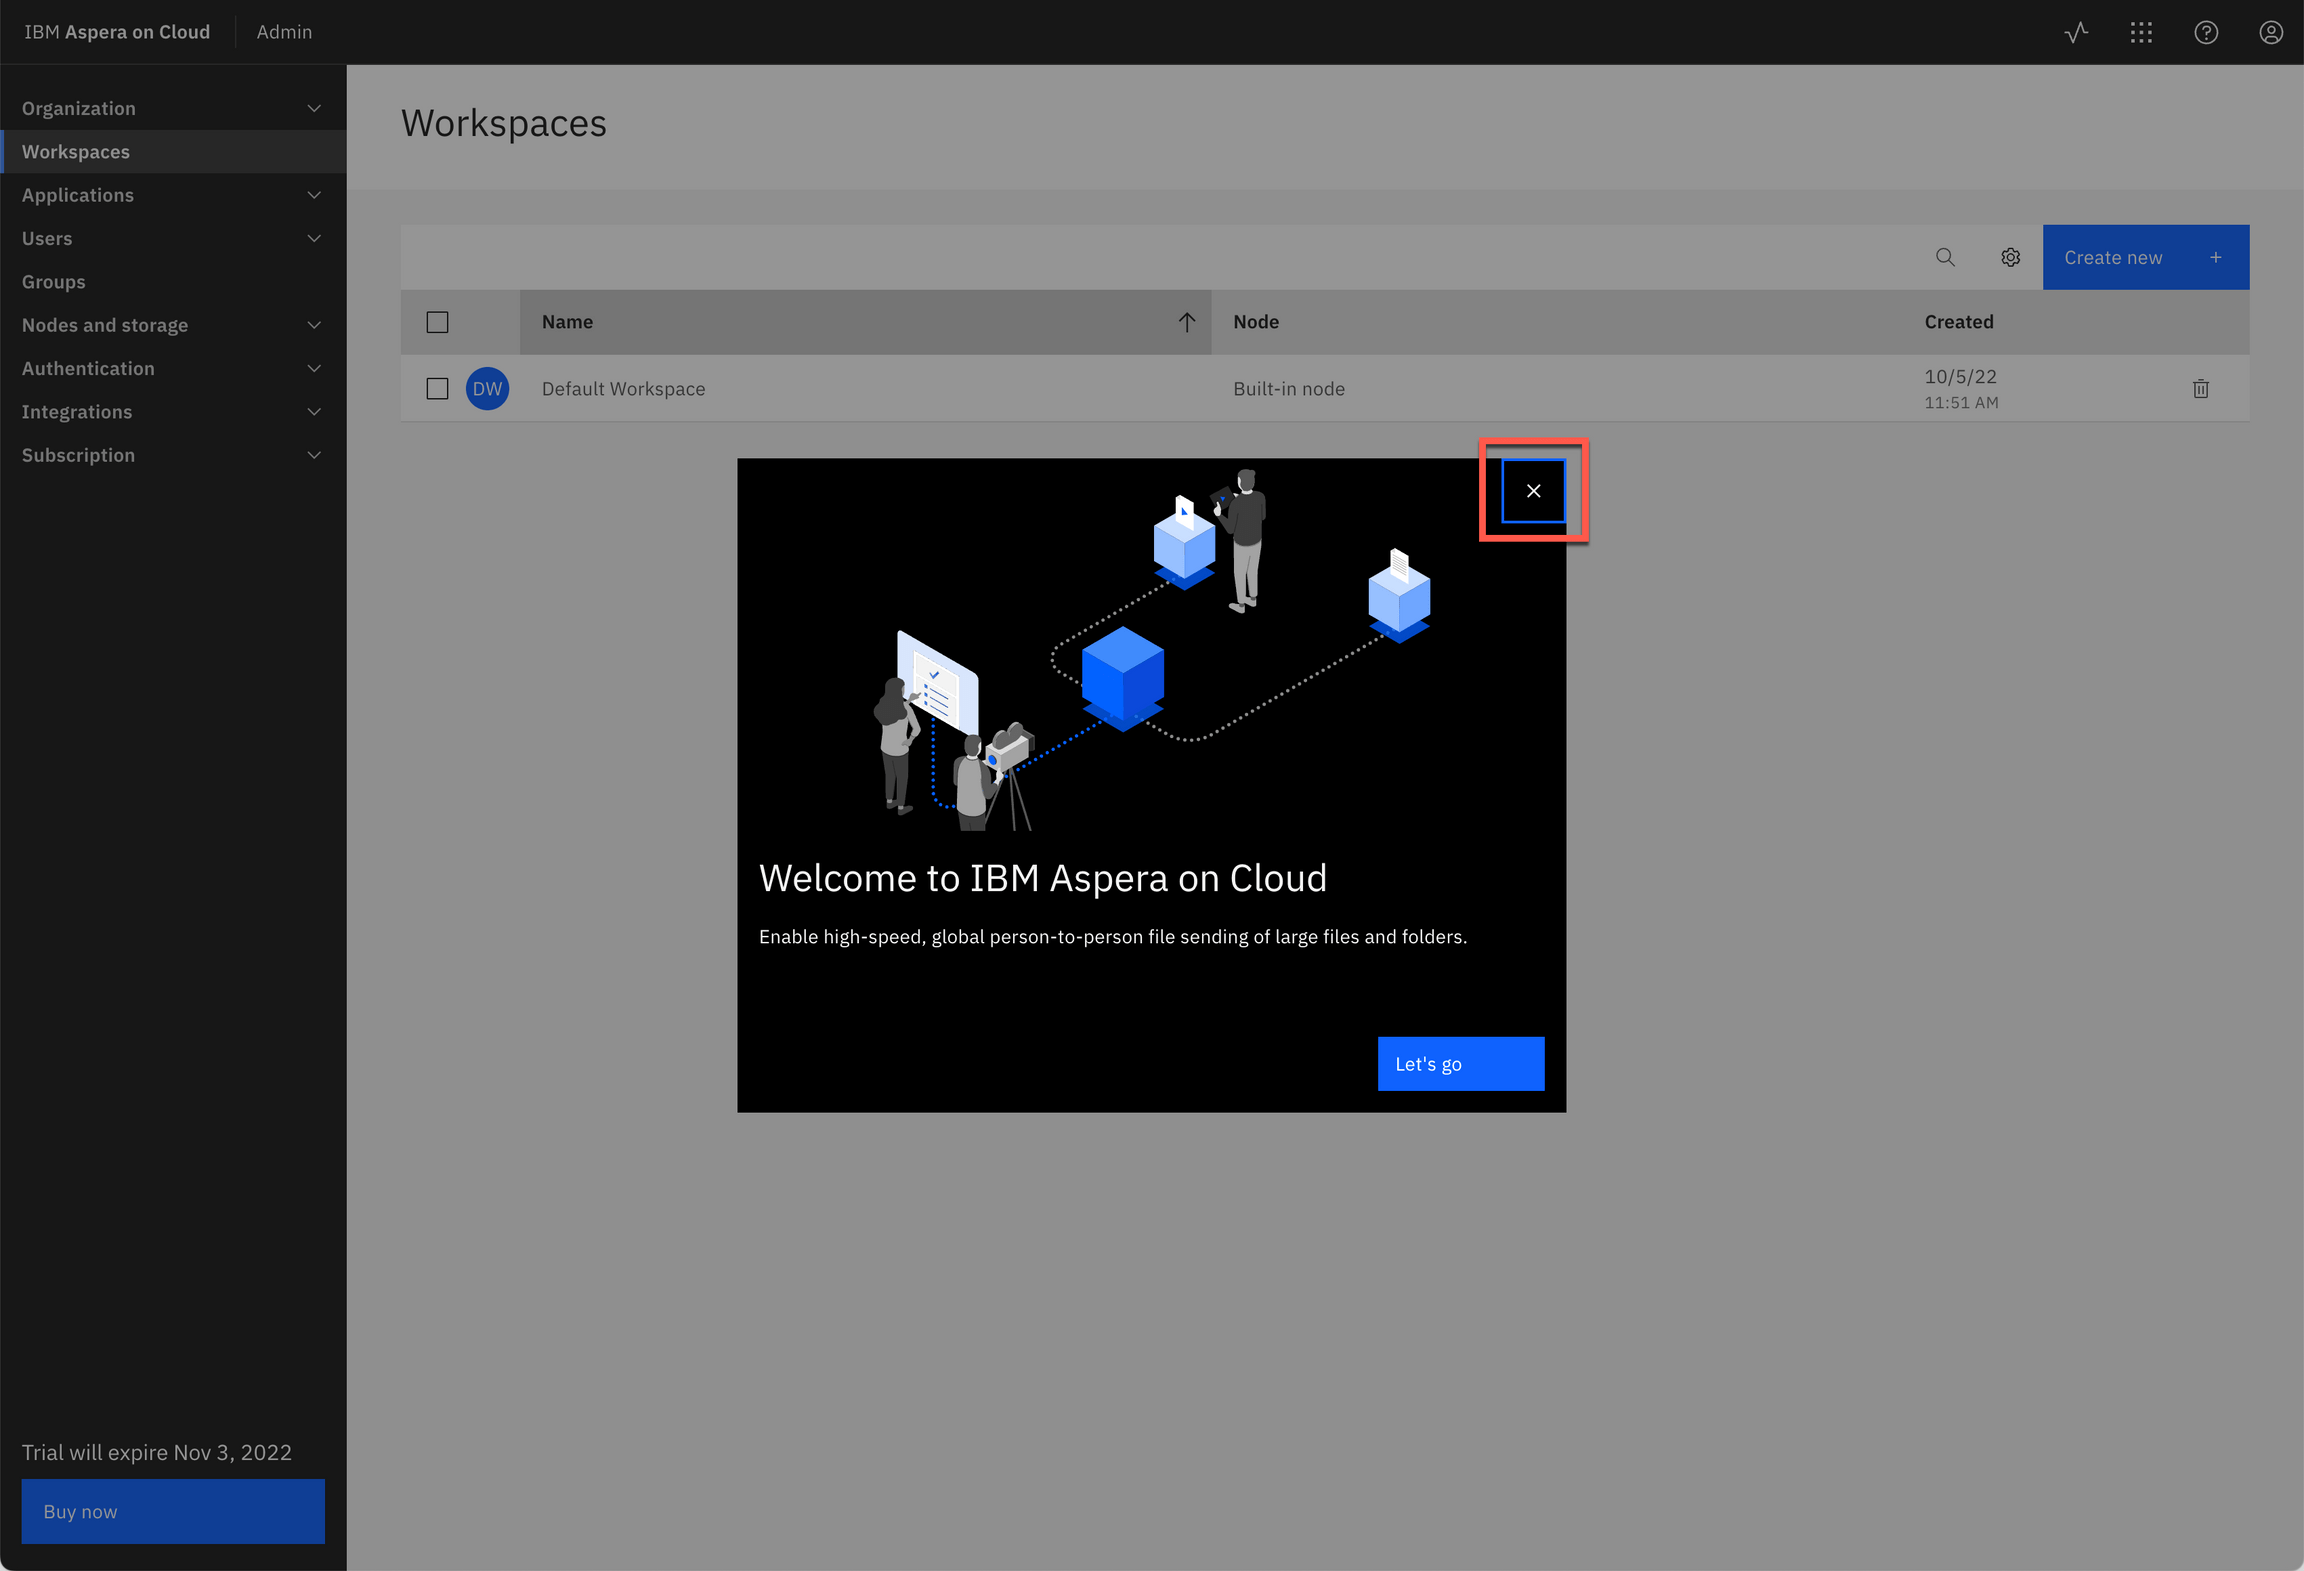 IBM Aspera on Cloud
Admin
Organization
Workspaces
Applications
Users
Groups
Nodes and storage
Authentication
Integrations
Subscription
Trial will expire Nov 3, 2022
Buy now
Workspaces
Create new +
Name
Node
Created
DW
Default Workspace
Built-in node
10/5/22
11:51 AM
Welcome to IBM Aspera on Cloud
Enable high-speed, global person-to-person file sending of large files and folders.
Let's go